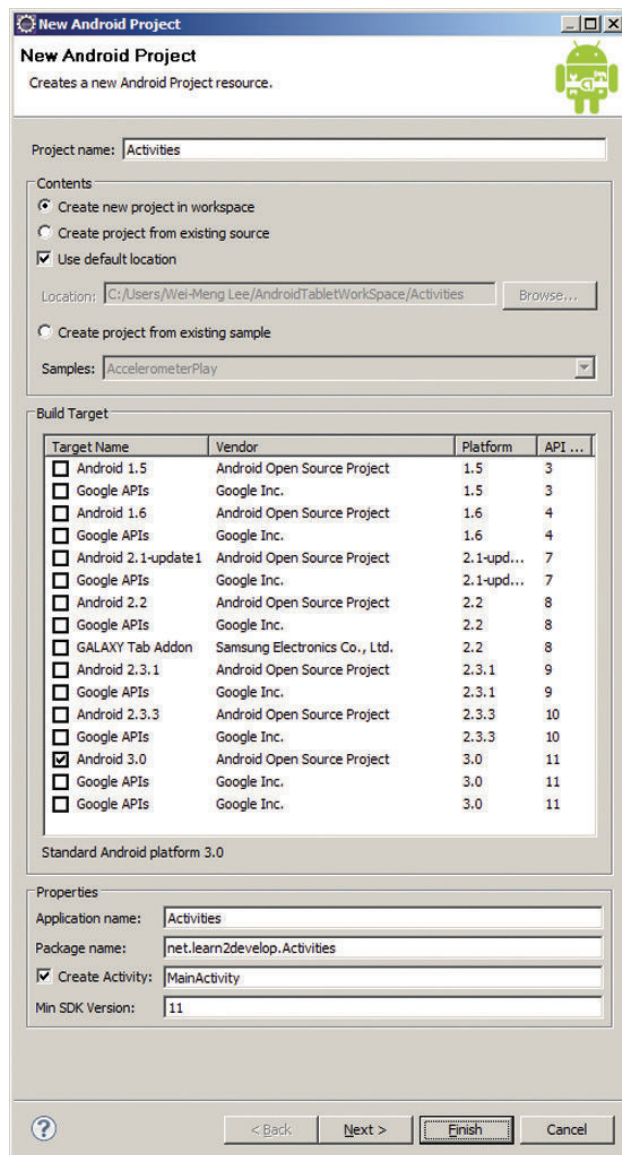 New Android Project
New Android Project
Creates a new Android Project resource.
Project name: Activities
Contents
Create new project in workspace
Create project from existing source
Use default location
Location: C:/Users/Wei-Meng Lee/AndroidTabletWorkSpace/Activities Browse...
Create project from existing sample
Samples: AccelerometerPlay
Build Target
Target Name Vendor Platform API ...
Android 1.5 Android Open Source Project 1.5 3
Google APIs Google Inc. 1.5 3
Android 1.6 Android Open Source Project 1.6 4
Google APIs Google Inc. 1.6 4
Android 2.1-update1 Android Open Source Project 2.1-upd... 7
Google APIs Google Inc. 2.1-upd... 7
Android 2.2 Android Open Source Project 2.2 8
Google APIs Google Inc. 2.2 8
GALAXY Tab Addon Samsung Electronics Co., Ltd. 2.2 8
Android 2.3.1 Android Open Source Project 2.3.1 9
Google APIs Google Inc. 2.3.1 9
Android 2.3.3 Android Open Source Project 2.3.3 10
Google APIs Google Inc. 2.3.3 10
Android 3.0 Android Open Source Project 3.0 11
Google APIs Google Inc. 3.0 11
Google APIs Google Inc. 3.0 11
Standard Android platform 3.0
Properties
Application name: Activities
Package name: net.learn2develop.Activities
Create Activity: MainActivity
Min SDK Version: 11
? < Back Next > Finish Cancel